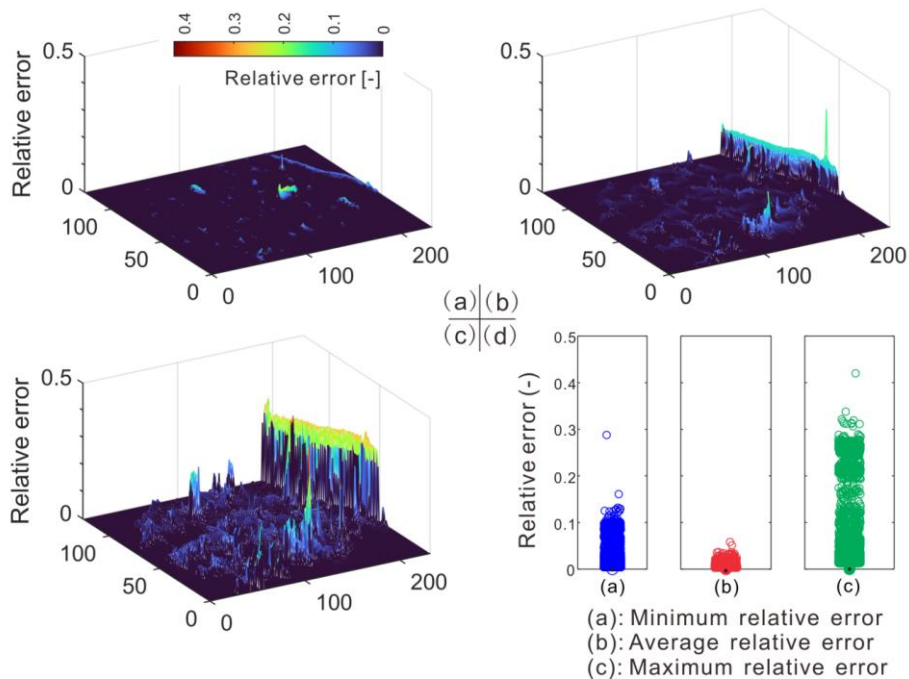 0.4
0.3
0.2
0.1
0
Relative error [-]
0.5
0
Relative error
100
50
0
0
100
200
0.5
0
Relative error
100
50
0
0
100
200
(a) (b)
(c) (d)
0.5
0
Relative error
100
50
0
0
100
200
0.5
0.4
0.3
0.2
0.1
0
Relative error (-)
(a)
(b)
(c)
(a): Minimum relative error
(b): Average relative error
(c): Maximum relative error